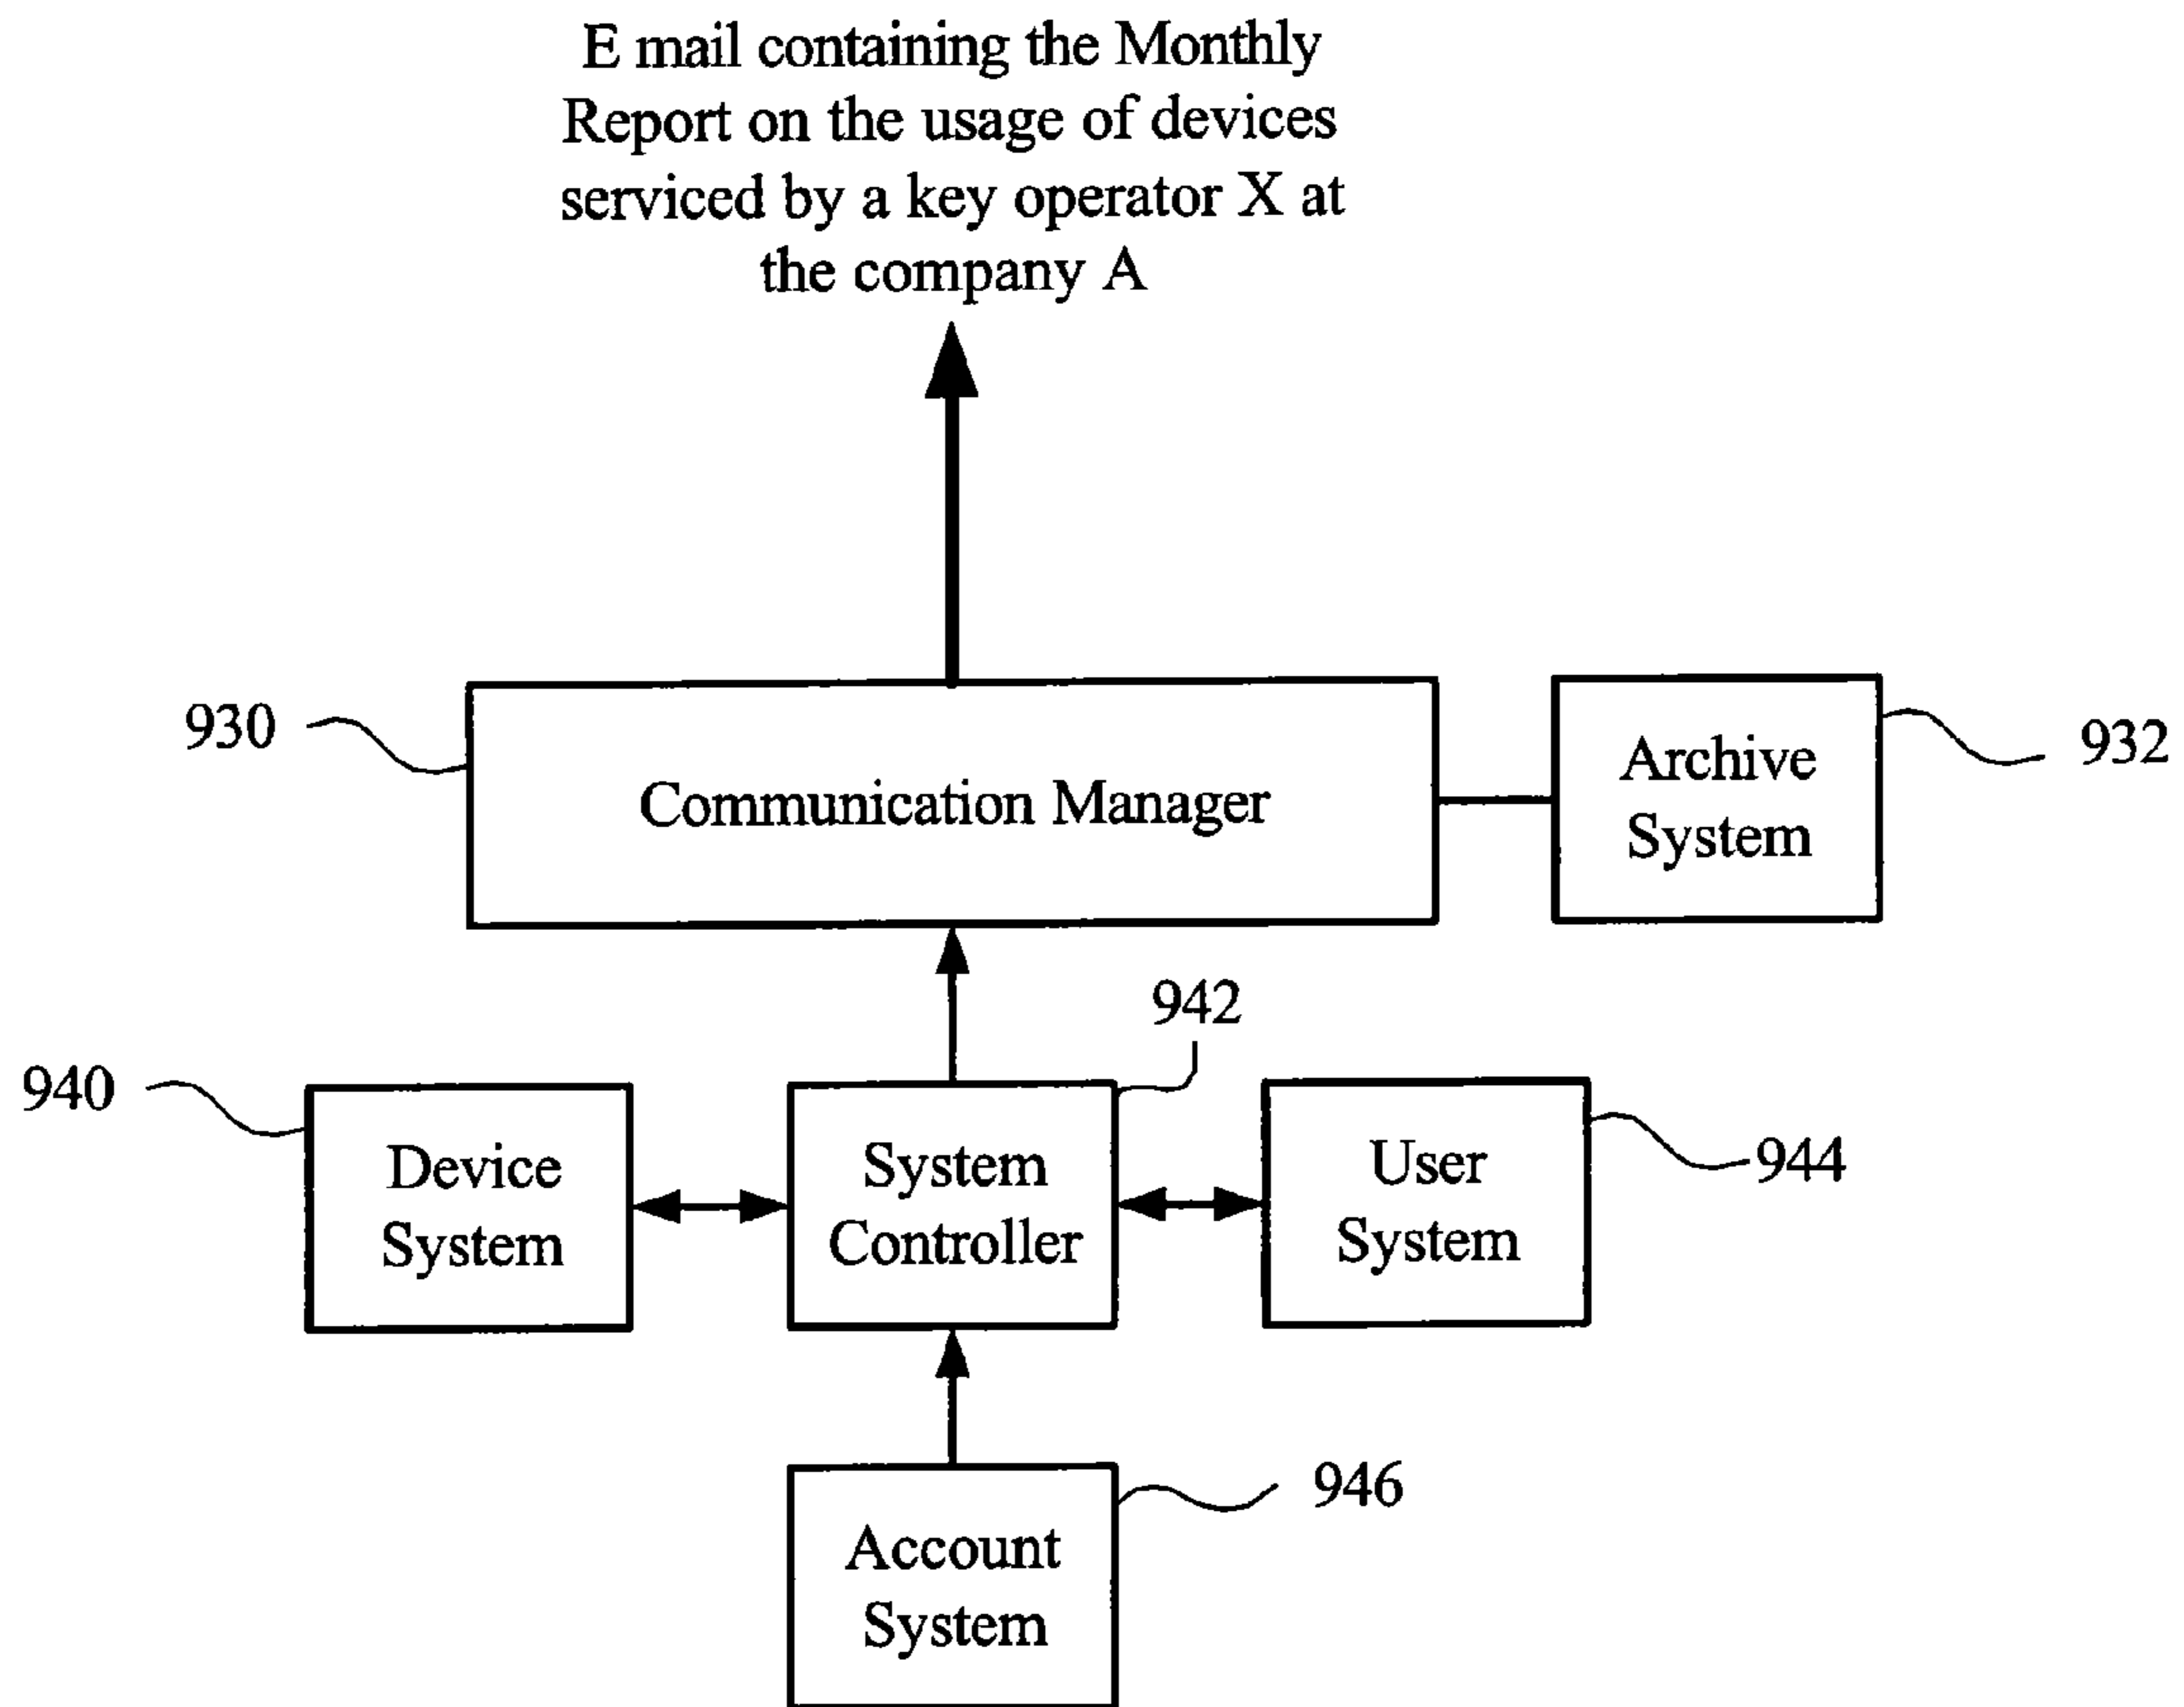 E mail containing the Monthly
Report on the usage of devices
serviced by a key operator X at
the company A
930
Communication Manager
Archive
System
932
942
940
Device
System
System
Controller
User
System
944
946
Account
System